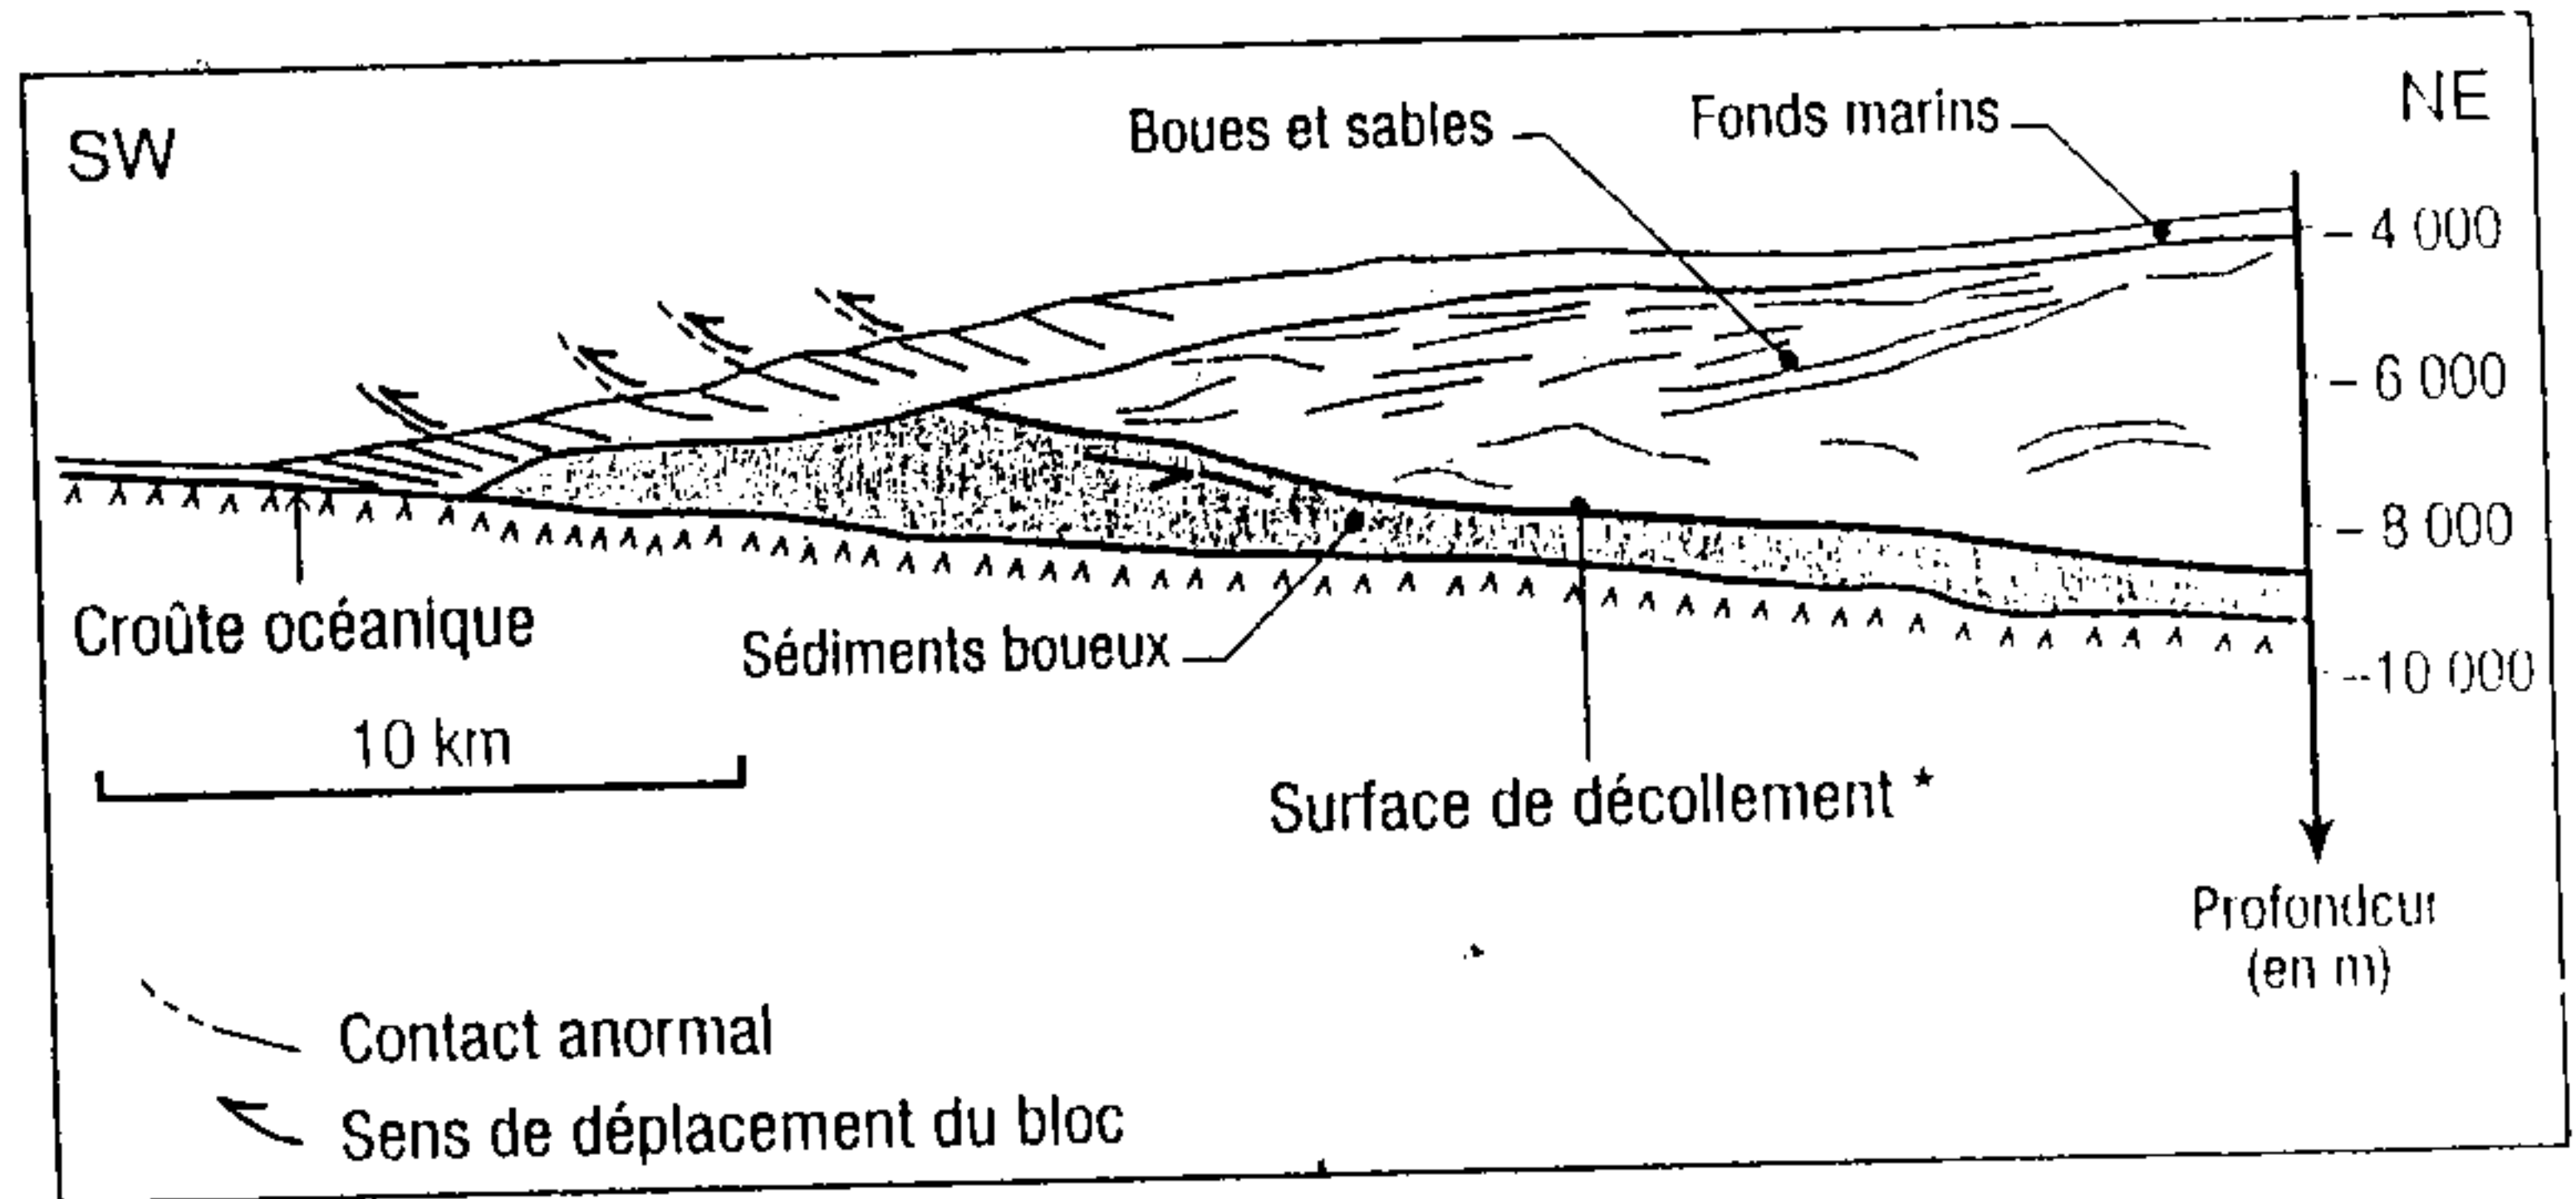 SW
Boues et sables
Fonds marins
NE
- 4 000
- 6 000
- 8 000
-10 000
Croûte océanique
Sédiments boueux
10 km
Surface de décollement *
Profondeur
(en m)
Contact anormal
Sens de déplacement du bloc